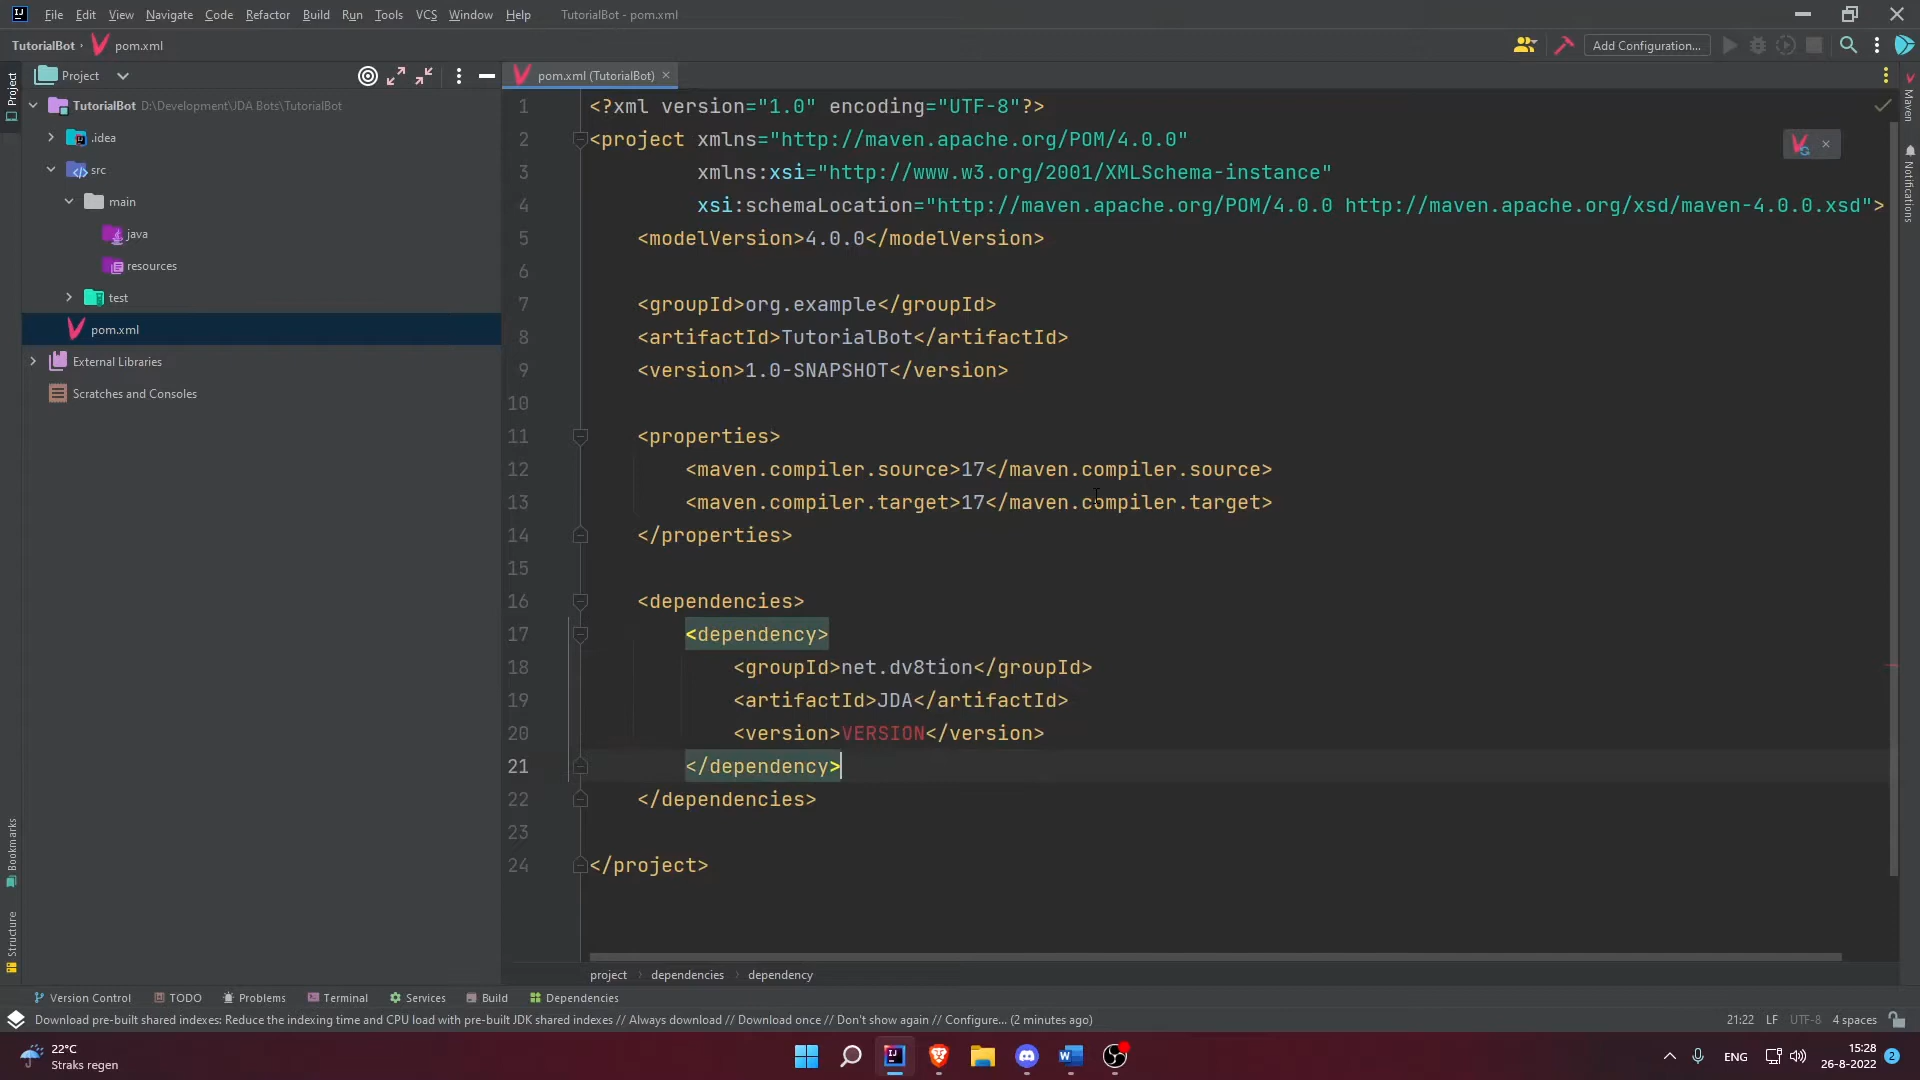 File Edit View Navigate Code Refactor Build Run Tools VCS Window Help TutorialBot - pom.xml
TutorialBot pom.xml Add Configuration...
Project
Project
TutorialBot D:\Development\JDA Bots\TutorialBot
.idea
src
main
java
resources
test
pom.xml
External Libraries
Scratches and Consoles
Bookmarks
Structure
pom.xml (TutorialBot)
1 <?xml version="1.0" encoding="UTF-8"?>
2 <project xmlns="http://maven.apache.org/POM/4.0.0"
3 xmlns:xsi="http://www.w3.org/2001/XMLSchema-instance"
4 xsi:schemaLocation="http://maven.apache.org/POM/4.0.0 http://maven.apache.org/xsd/maven-4.0.0.xsd">
5 <modelVersion>4.0.0</modelVersion>
6
7 <groupId>org.example</groupId>
8 <artifactId>TutorialBot</artifactId>
9 <version>1.0-SNAPSHOT</version>
10
11 <properties>
12 <maven.compiler.source>17</maven.compiler.source>
13 <maven.compiler.target>17</maven.compiler.target>
14 </properties>
15
16 <dependencies>
17 <dependency>
18 <groupId>net.dv8tion</groupId>
19 <artifactId>JDA</artifactId>
20 <version>VERSION</version>
21 </dependency>
22 </dependencies>
23
24 </project>
Maven
Notifications
project dependencies dependency
Version Control TODO Problems Terminal Services Build Dependencies
Download pre-built shared indexes: Reduce the indexing time and CPU load with pre-built JDK shared indexes // Always download // Download once // Don't show again // Configure... (2 minutes ago) 21:22 LF UTF-8 4 spaces
22°C
Straks regen
ENG
15:28
26-8-2022
2